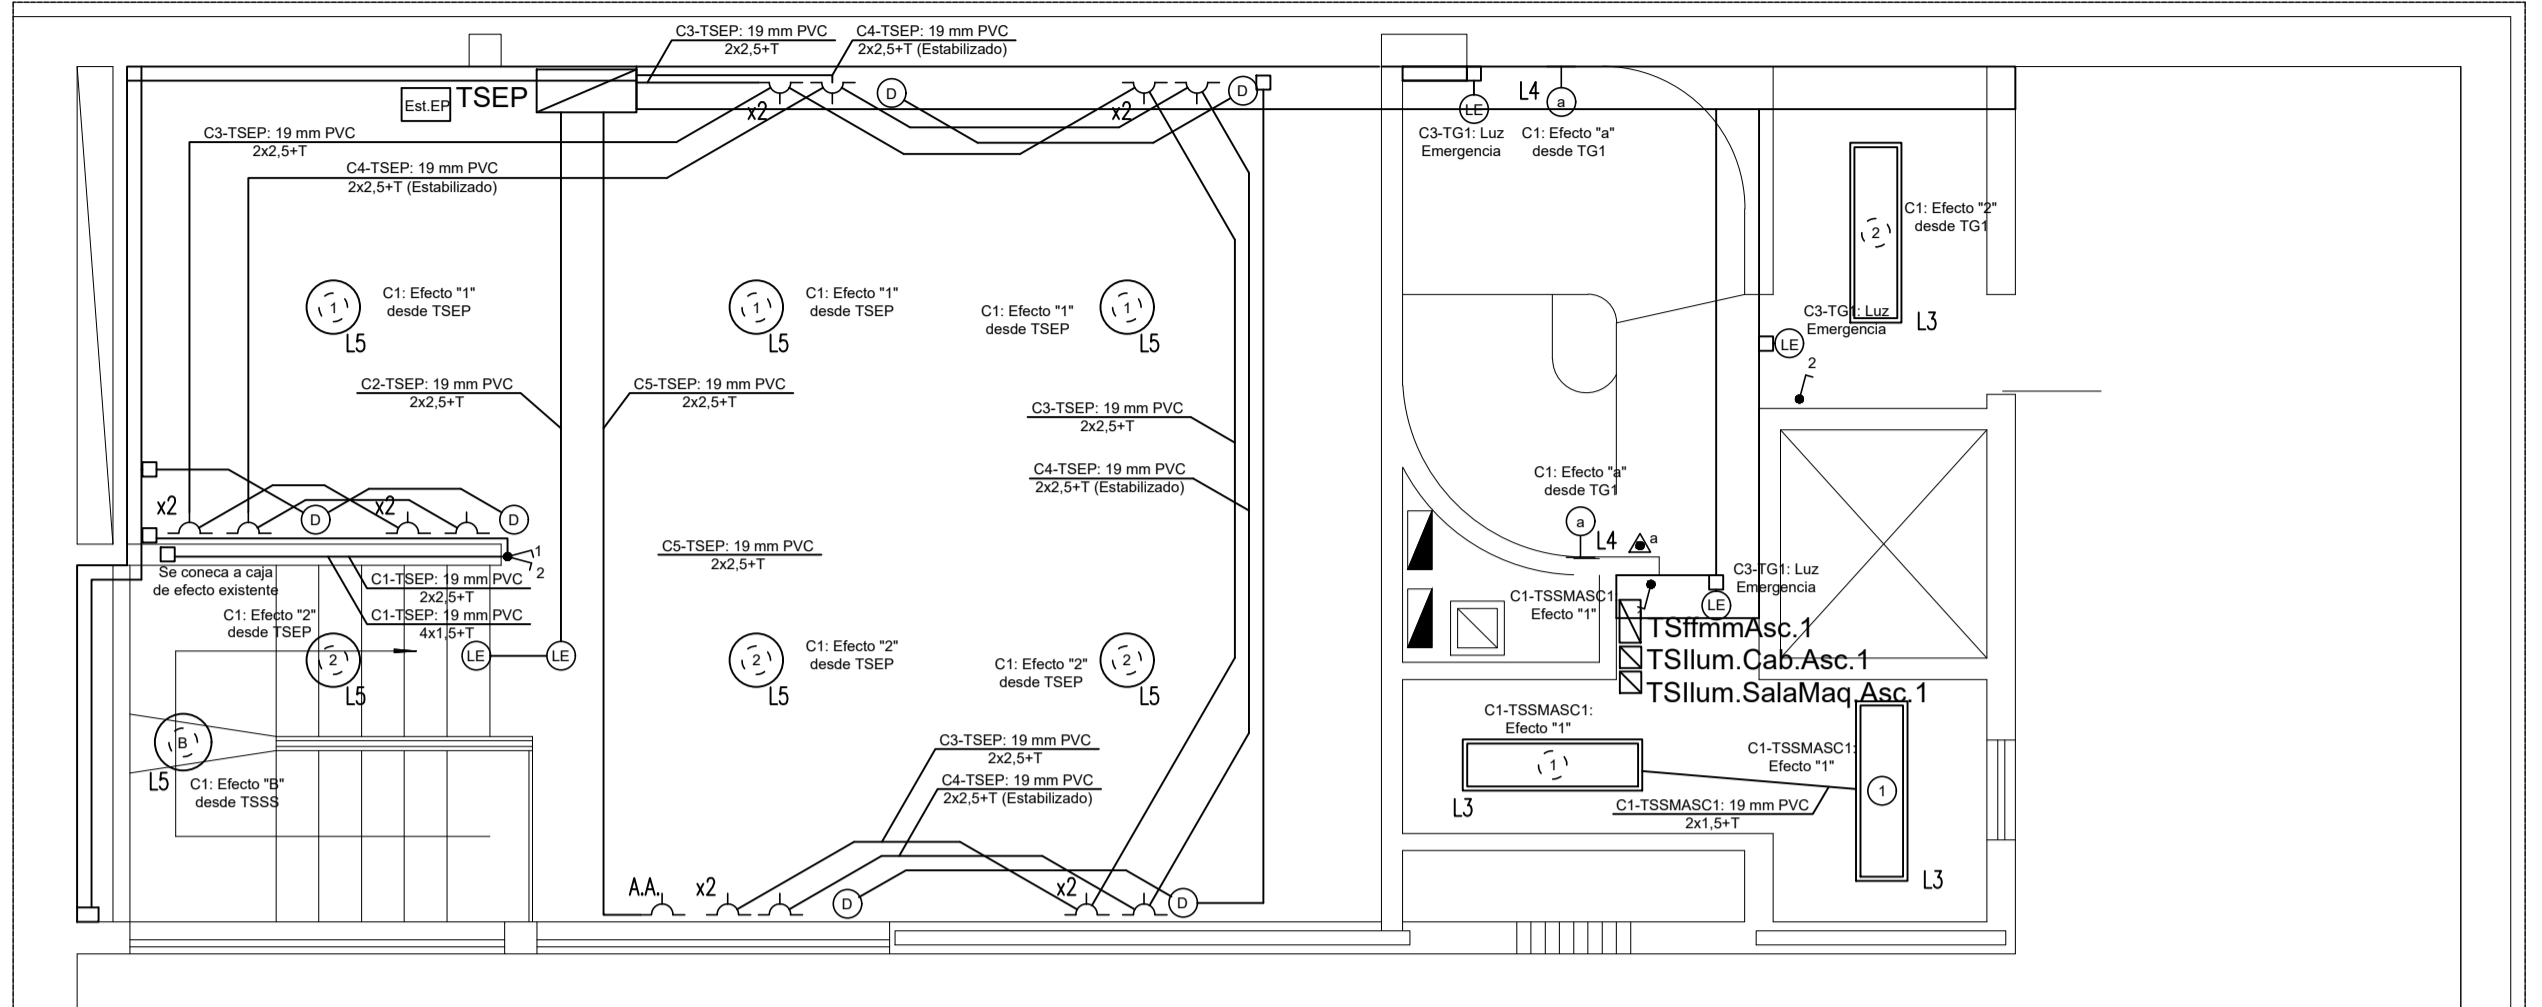 C3-TSEP: 19 mm PVC
2x2,5+T
C4-TSEP: 19 mm PVC
2x2,5+T (Estabilizado)
Est.EP
TSEP
x2
D
x2
D
LE
L4
a
C3-TSEP: 19 mm PVC
2x2,5+T
C3-TG1: Luz
Emergencia
C1: Efecto "a"
desde TG1
C4-TSEP: 19 mm PVC
2x2,5+T (Estabilizado)
2
C1: Efecto "2"
desde TG1
L3
1
C1: Efecto "1"
desde TSEP
L5
1
C1: Efecto "1"
desde TSEP
L5
C1: Efecto "1"
desde TSEP
1
L5
C3-TG1: Luz
Emergencia
LE
2
C2-TSEP: 19 mm PVC
2x2,5+T
C5-TSEP: 19 mm PVC
2x2,5+T
C3-TSEP: 19 mm PVC
2x2,5+T
C4-TSEP: 19 mm PVC
2x2,5+T (Estabilizado)
C1: Efecto "a"
desde TG1
x2
D
x2
D
a
L4
a
1
2
C5-TSEP: 19 mm PVC
2x2,5+T
Se coneca a caja
de efecto existente
C1-TSEP: 19 mm PVC
2x2,5+T
C1-TSEP: 19 mm PVC
4x1,5+T
C3-TG1: Luz
Emergencia
LE
C1-TSSMASC1:
Efecto "1"
TSffmmAsc.1
TSIlum.Cab.Asc.1
TSIlum.SalaMaq.Asc.1
C1: Efecto "2"
desde TSEP
2
L5
LE
LE
2
C1: Efecto "2"
desde TSEP
L5
C1: Efecto "2"
desde TSEP
2
L5
B
L5
C1: Efecto "B"
desde TSSS
C3-TSEP: 19 mm PVC
2x2,5+T
C4-TSEP: 19 mm PVC
2x2,5+T (Estabilizado)
C1-TSSMASC1:
Efecto "1"
1
L3
C1-TSSMASC1:
Efecto "1"
1
C1-TSSMASC1: 19 mm PVC
2x1,5+T
L3
A.A.
x2
D
x2
D